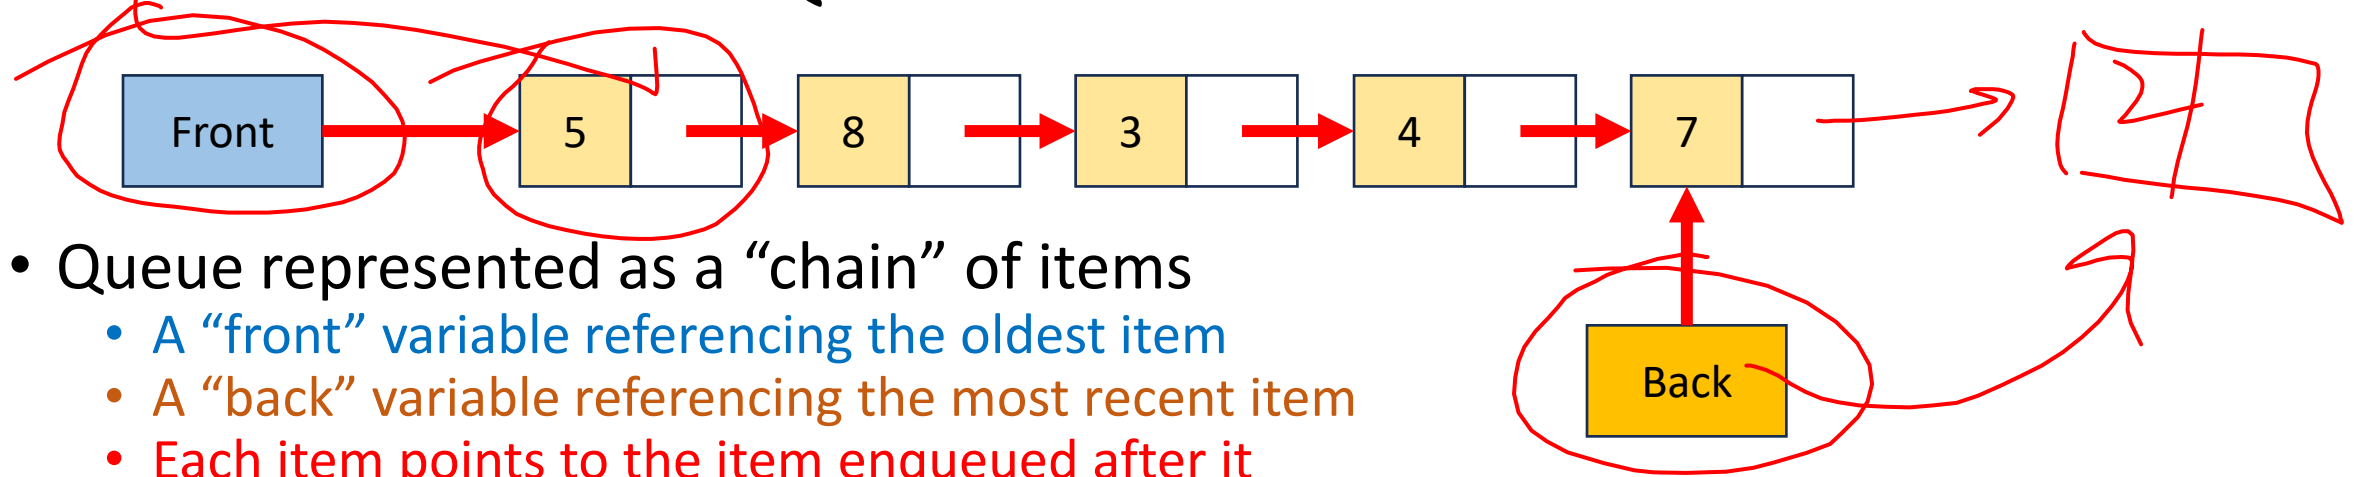 Front 5 8 3 4 7 2
• Queue represented as a “chain” of items
• A “front” variable referencing the oldest item
• A “back” variable referencing the most recent item
Back
• Each item points to the item enqueued after it